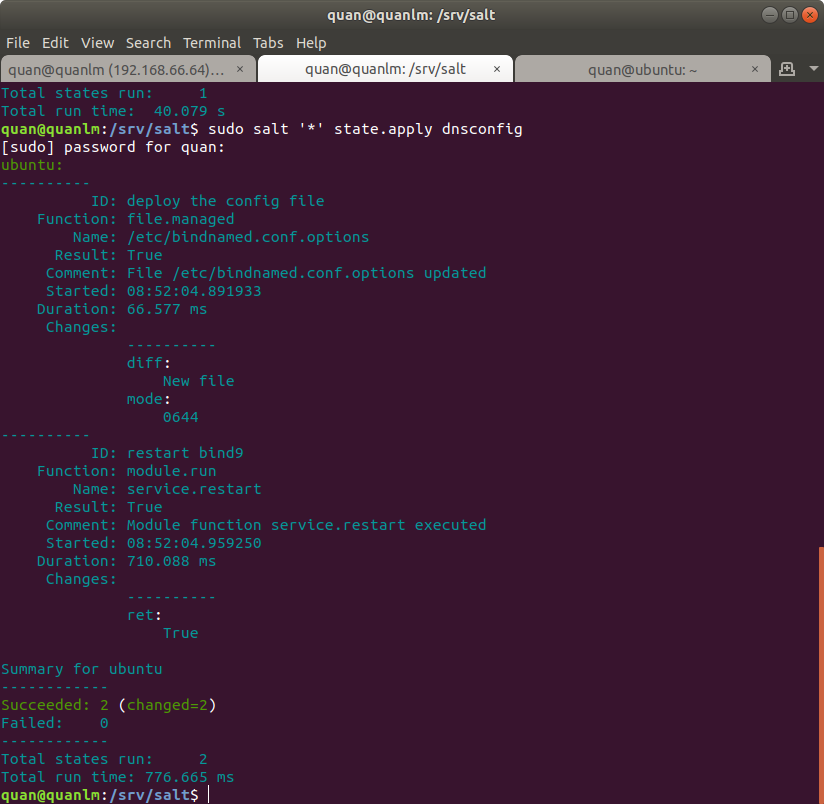 quan@quanlm: /srv/salt
File Edit View Search Terminal Tabs Help
quan@quanlm (192.168.66.64)... × quan@quanlm: /srv/salt × quan@ubuntu: ~ ×
Total states run:     1
Total run time:  40.079 s
quan@quanlm:/srv/salt$ sudo salt '*' state.apply dnsconfig
[sudo] password for quan:
ubuntu:
----------
          ID: deploy the config file
    Function: file.managed
        Name: /etc/bindnamed.conf.options
      Result: True
     Comment: File /etc/bindnamed.conf.options updated
     Started: 08:52:04.891933
    Duration: 66.577 ms
     Changes:
              ----------
              diff:
                  New file
              mode:
                  0644
----------
          ID: restart bind9
    Function: module.run
        Name: service.restart
      Result: True
     Comment: Module function service.restart executed
     Started: 08:52:04.959250
    Duration: 710.088 ms
     Changes:
              ----------
              ret:
                  True

Summary for ubuntu
------------
Succeeded: 2 (changed=2)
Failed:    0
------------
Total states run:     2
Total run time: 776.665 ms
quan@quanlm:/srv/salt$